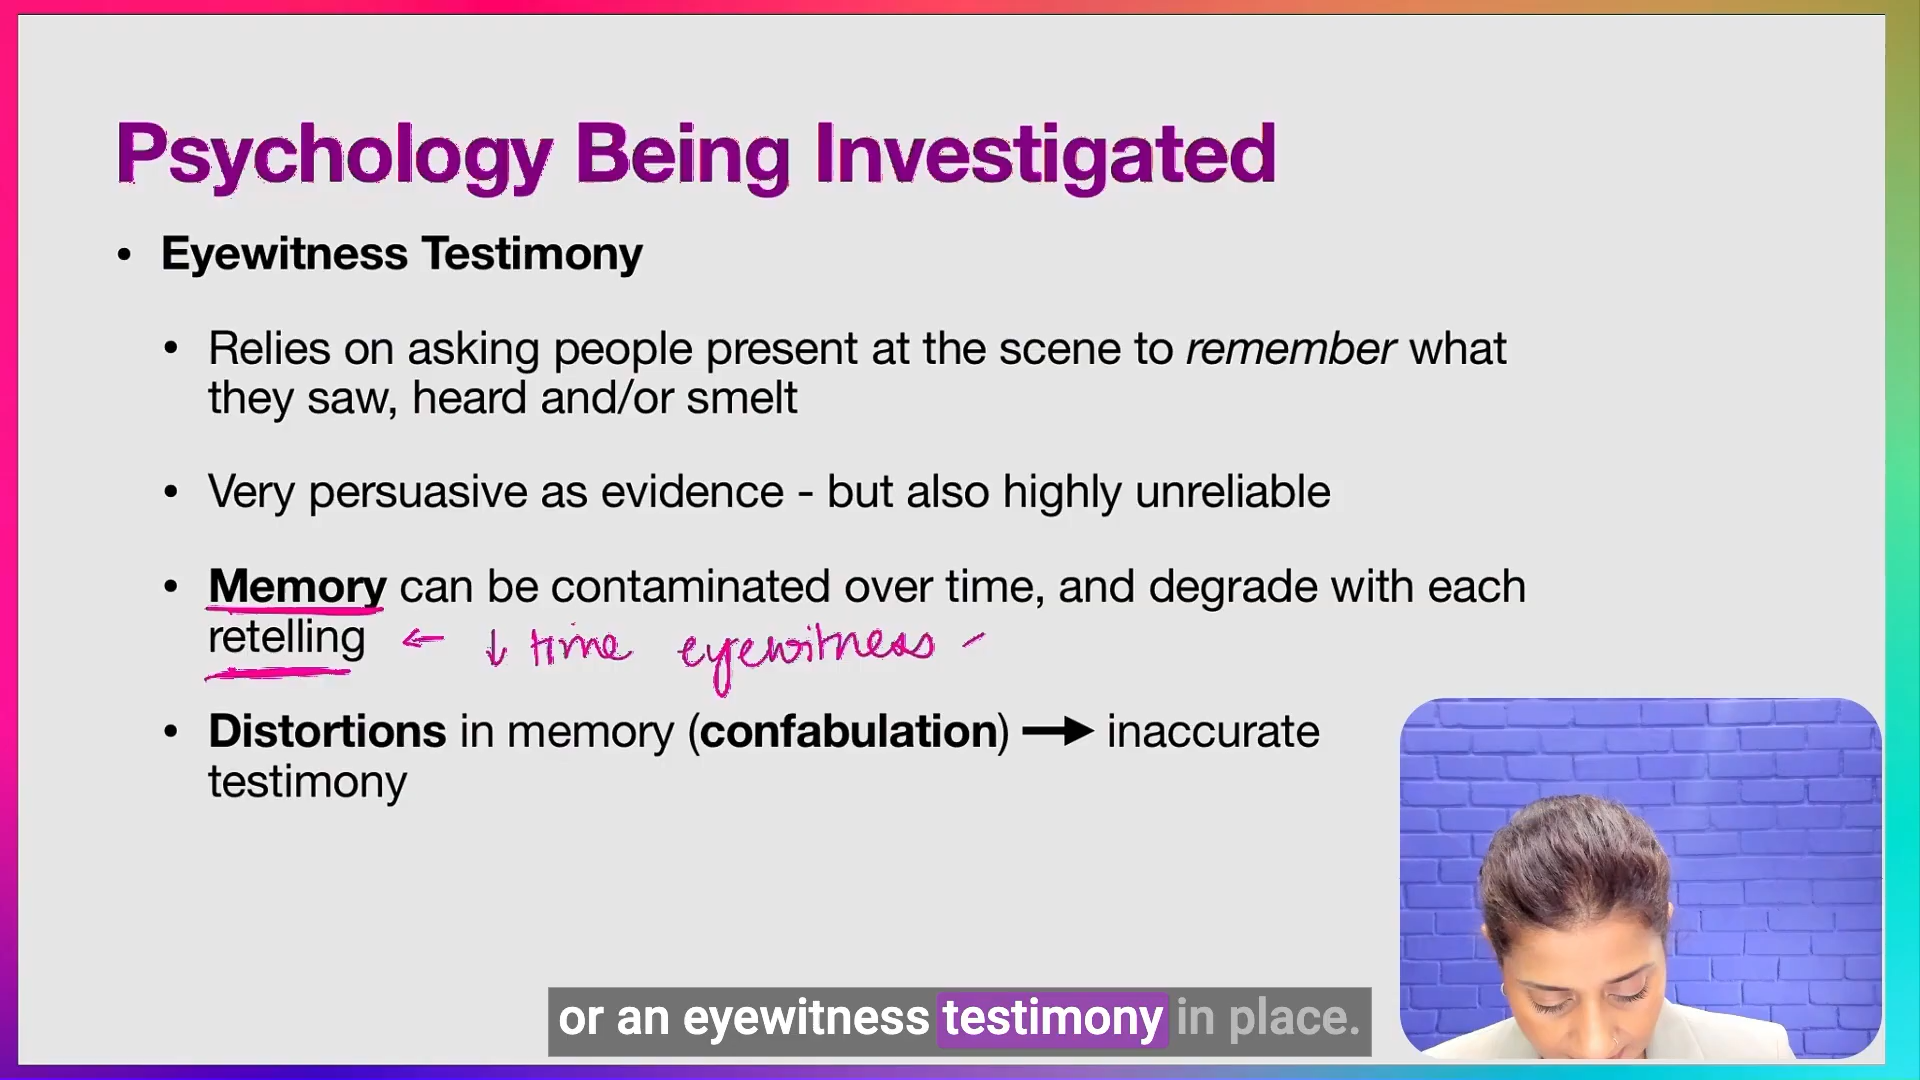 Psychology Being Investigated
• Eyewitness Testimony
• Relies on asking people present at the scene to remember what
they saw, heard and/or smelt
• Very persuasive as evidence - but also highly unreliable
• Memory can be contaminated over time, and degrade with each
retelling ← ↓ time eyewitness -
• Distortions in memory (confabulation) → inaccurate
testimony
or an eyewitness testimony in place.